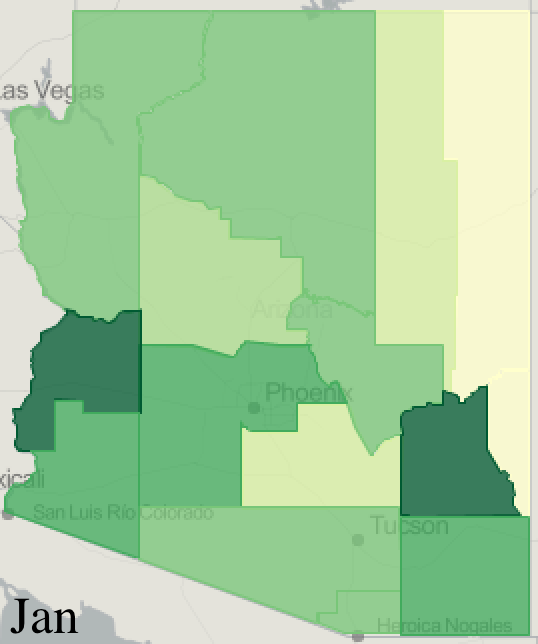 Las Vegas
Arizona
Phoenix
xicali
San Luis Río Colorado
Tucson
Heroica Nogales
Jan